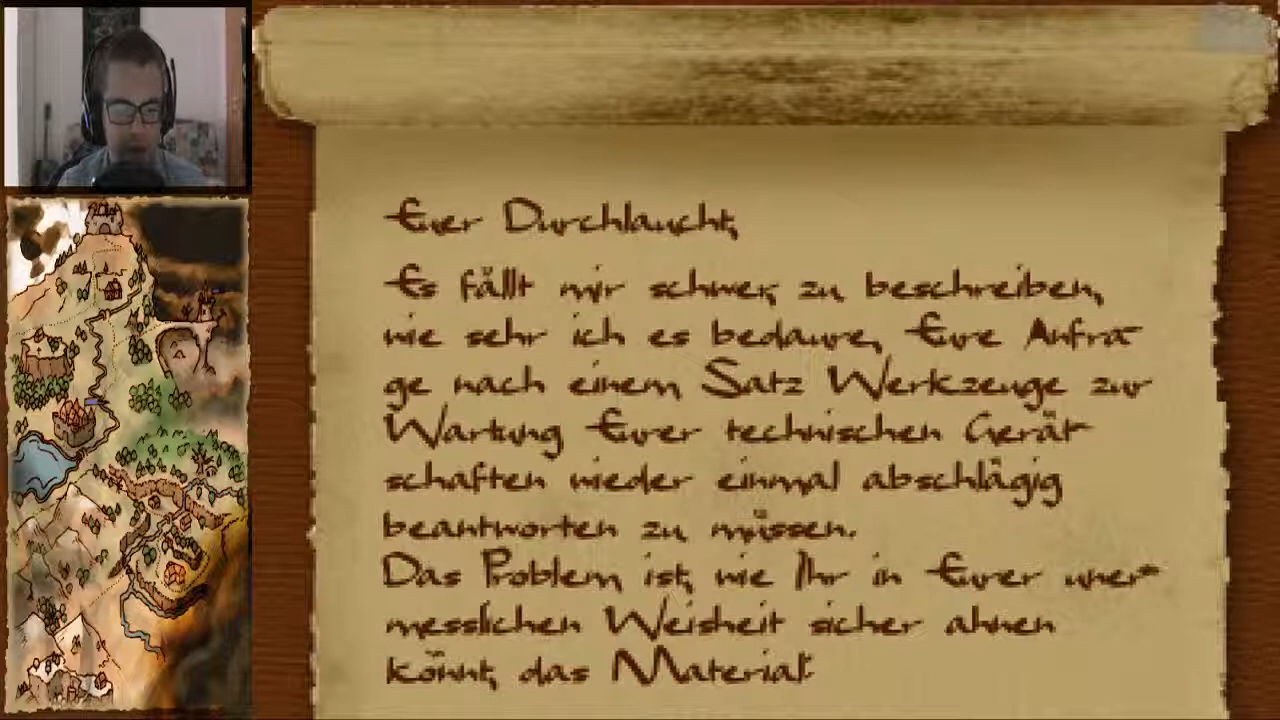 Euer Durchlaucht,
Es fällt mir schwer, zu beschreiben,
wie sehr ich es bedaure, Eure Anfra-
ge nach einem Satz Werkzeuge zur
Wartung Eurer technischen Gerät-
schaften wieder einmal abschlägig
beantworten zu müssen.
Das Problem ist, wie Ihr in Eurer uner-
messlichen Weisheit sicher ahnen
könnt, das Material: